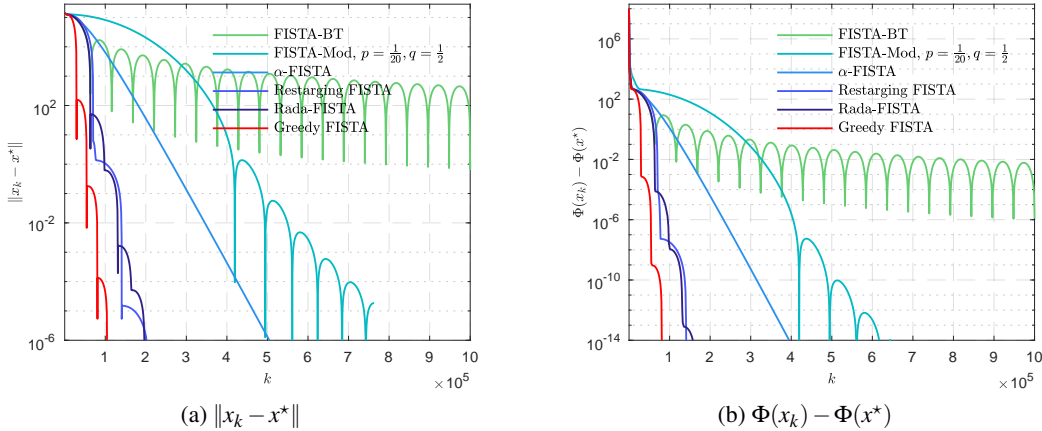 FISTA-BT
FISTA-Mod, p = 1/20, q = 1/2
α-FISTA
Restarging FISTA
Rada-FISTA
Greedy FISTA
10^2
10^-2
10^-6
||x_k − x*||
1 2 3 4 5 6 7 8 9 10
k
×10^5
(a) ‖x_k − x⋆‖
FISTA-BT
FISTA-Mod, p = 1/20, q = 1/2
α-FISTA
Restarging FISTA
Rada-FISTA
Greedy FISTA
10^6
10^2
10^-2
10^-6
10^-10
10^-14
Φ(x_k) − Φ(x*)
1 2 3 4 5 6 7 8 9 10
k
×10^5
(b) Φ(x_k) − Φ(x⋆)